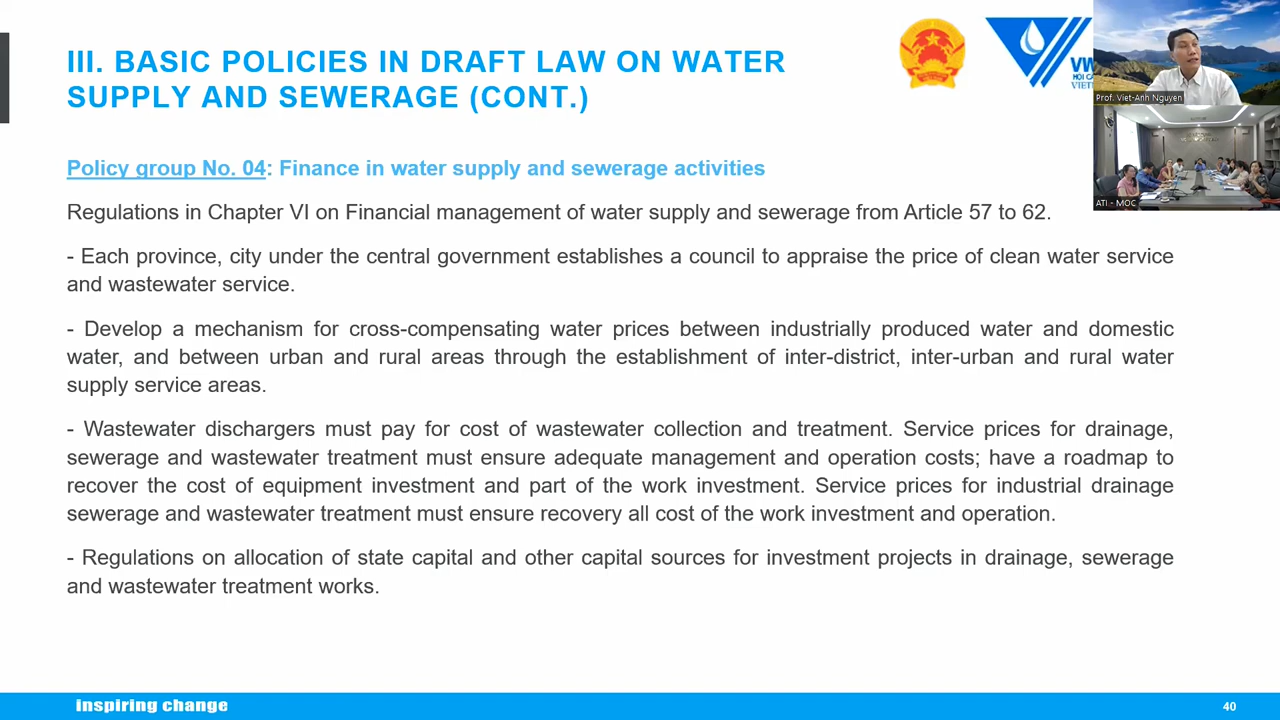 III. BASIC POLICIES IN DRAFT LAW ON WATER
SUPPLY AND SEWERAGE (CONT.)
Prof. Viet-Anh Nguyen
ATI - MOC
Policy group No. 04: Finance in water supply and sewerage activities
Regulations in Chapter VI on Financial management of water supply and sewerage from Article 57 to 62.
- Each province, city under the central government establishes a council to appraise the price of clean water service
and wastewater service.
- Develop a mechanism for cross-compensating water prices between industrially produced water and domestic
water, and between urban and rural areas through the establishment of inter-district, inter-urban and rural water
supply service areas.
- Wastewater dischargers must pay for cost of wastewater collection and treatment. Service prices for drainage,
sewerage and wastewater treatment must ensure adequate management and operation costs; have a roadmap to
recover the cost of equipment investment and part of the work investment. Service prices for industrial drainage
sewerage and wastewater treatment must ensure recovery all cost of the work investment and operation.
- Regulations on allocation of state capital and other capital sources for investment projects in drainage, sewerage
and wastewater treatment works.
inspiring change
40